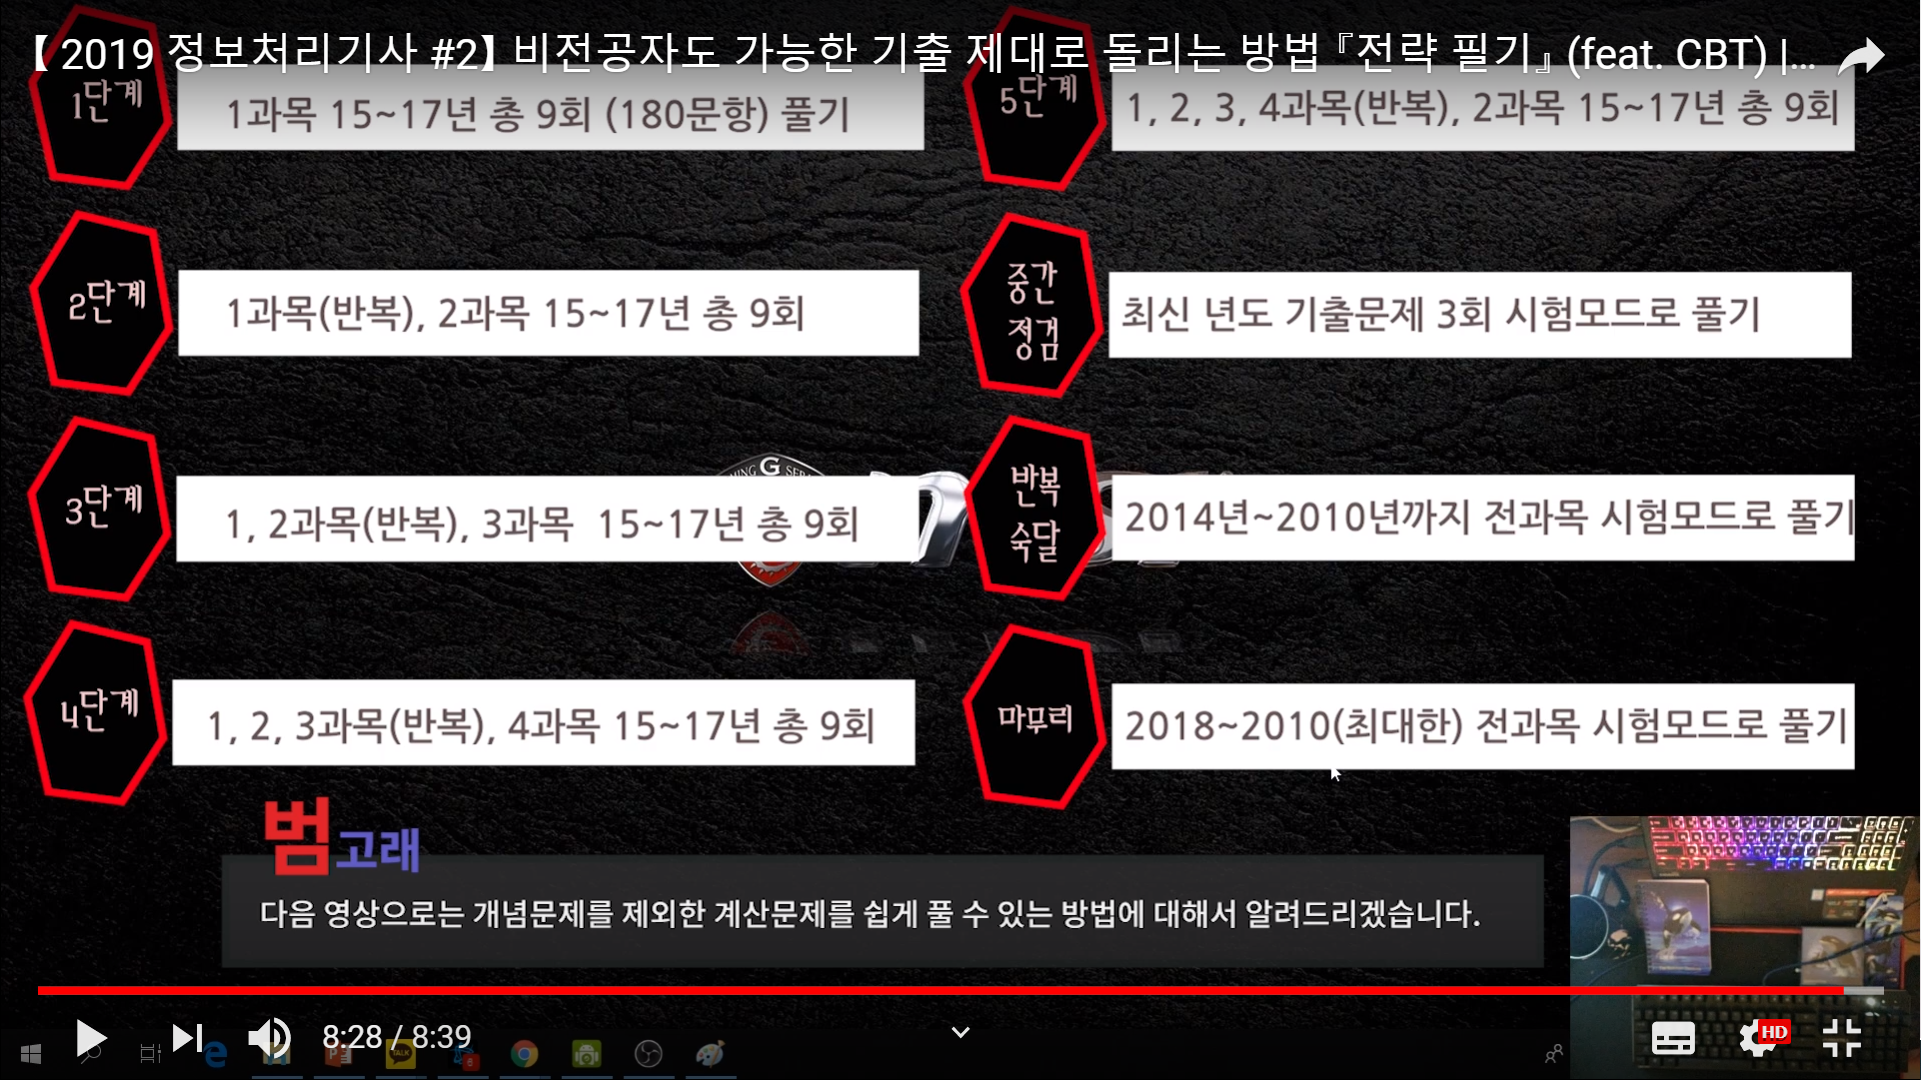 【 2019 정보처리기사 #2】 비전공자도 가능한 기출 제대로 돌리는 방법 『전략 필기』 (feat. CBT) |...
1단계
1과목 15~17년 총 9회 (180문항) 풀기
2단계
1과목(반복), 2과목 15~17년 총 9회
3단계
1, 2과목(반복), 3과목 15~17년 총 9회
4단계
1, 2, 3과목(반복), 4과목 15~17년 총 9회
5단계
1, 2, 3, 4과목(반복), 2과목 15~17년 총 9회
중간
정검
최신 년도 기출문제 3회 시험모드로 풀기
반복
숙달
2014년~2010년까지 전과목 시험모드로 풀기
마무리
2018~2010(최대한) 전과목 시험모드로 풀기
범고래
다음 영상으로는 개념문제를 제외한 계산문제를 쉽게 풀 수 있는 방법에 대해서 알려드리겠습니다.
8:28 / 8:39
HD
TALK